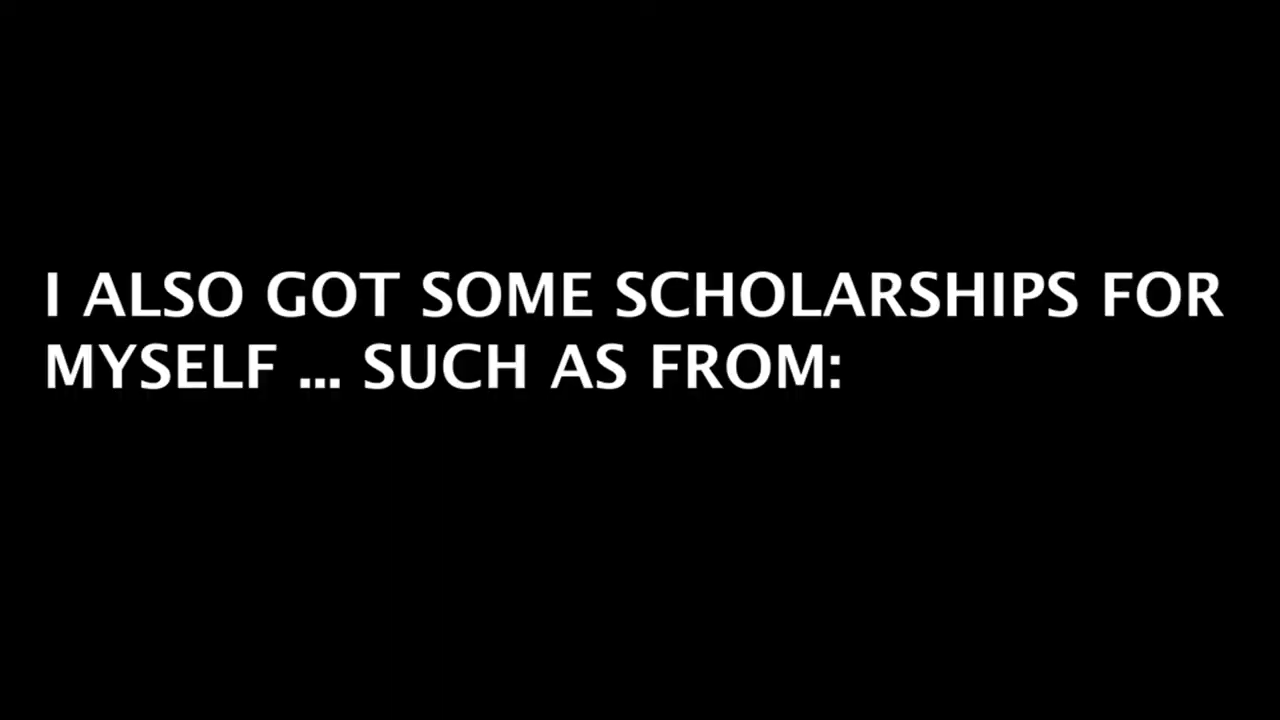 I ALSO GOT SOME SCHOLARSHIPS FOR
MYSELF ... SUCH AS FROM: